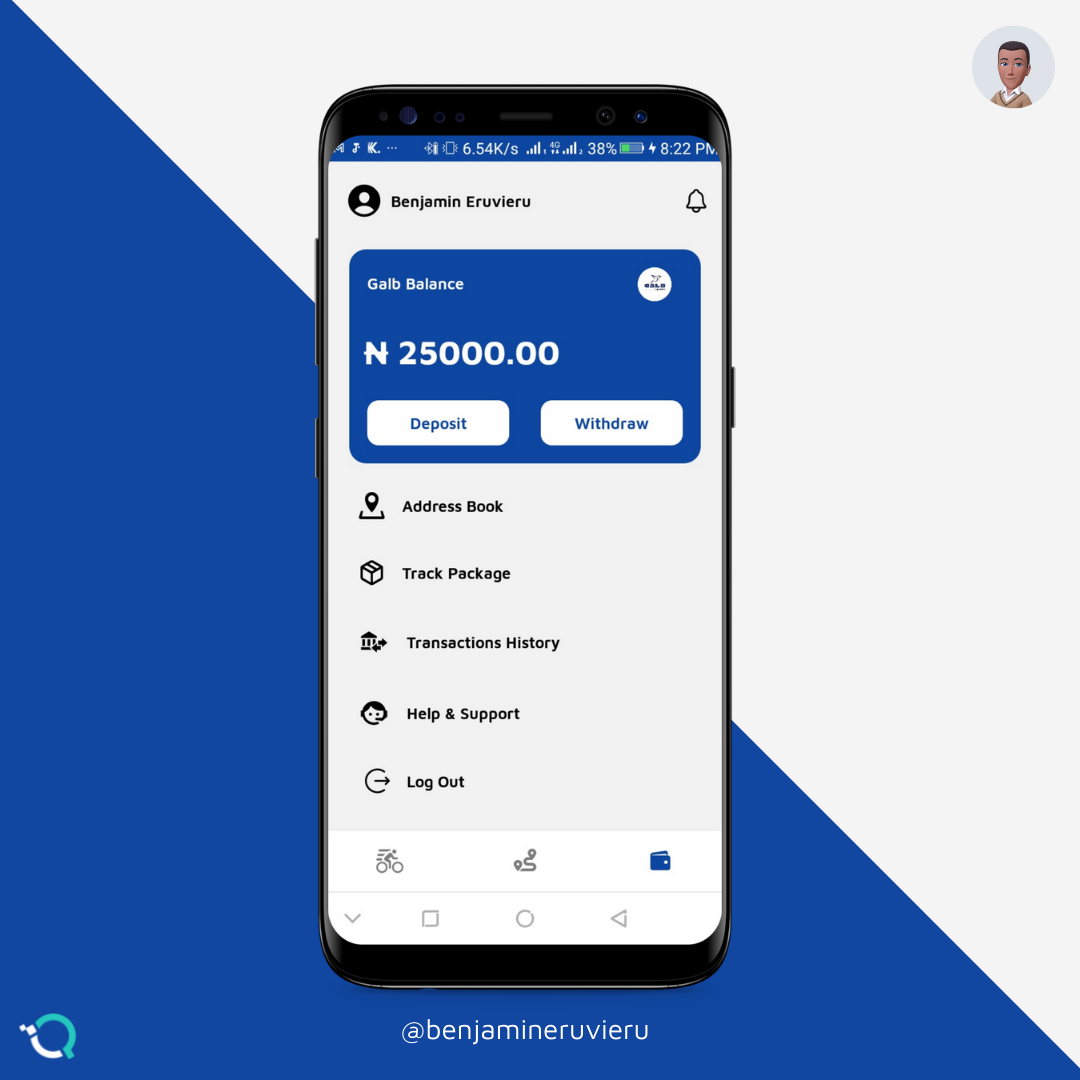 6.54K/s 4G 38% 8:22 PM
Benjamin Eruvieru
Galb Balance
GALB
₦ 25000.00
Deposit
Withdraw
Address Book
Track Package
Transactions History
Help & Support
Log Out
@benjamineruvieru